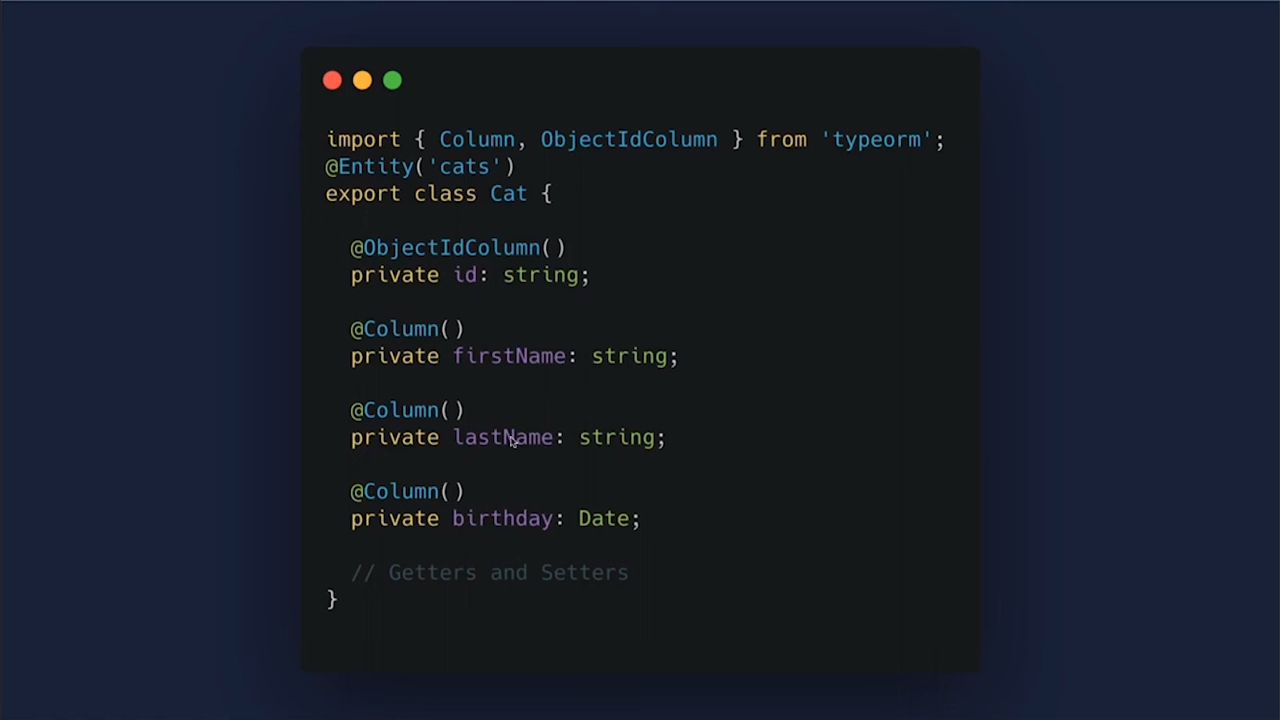 import { Column, ObjectIdColumn } from 'typeorm';
@Entity('cats')
export class Cat {
@ObjectIdColumn()
private id: string;
@Column()
private firstName: string;
@Column()
private lastName: string;
@Column()
private birthday: Date;
// Getters and Setters
}